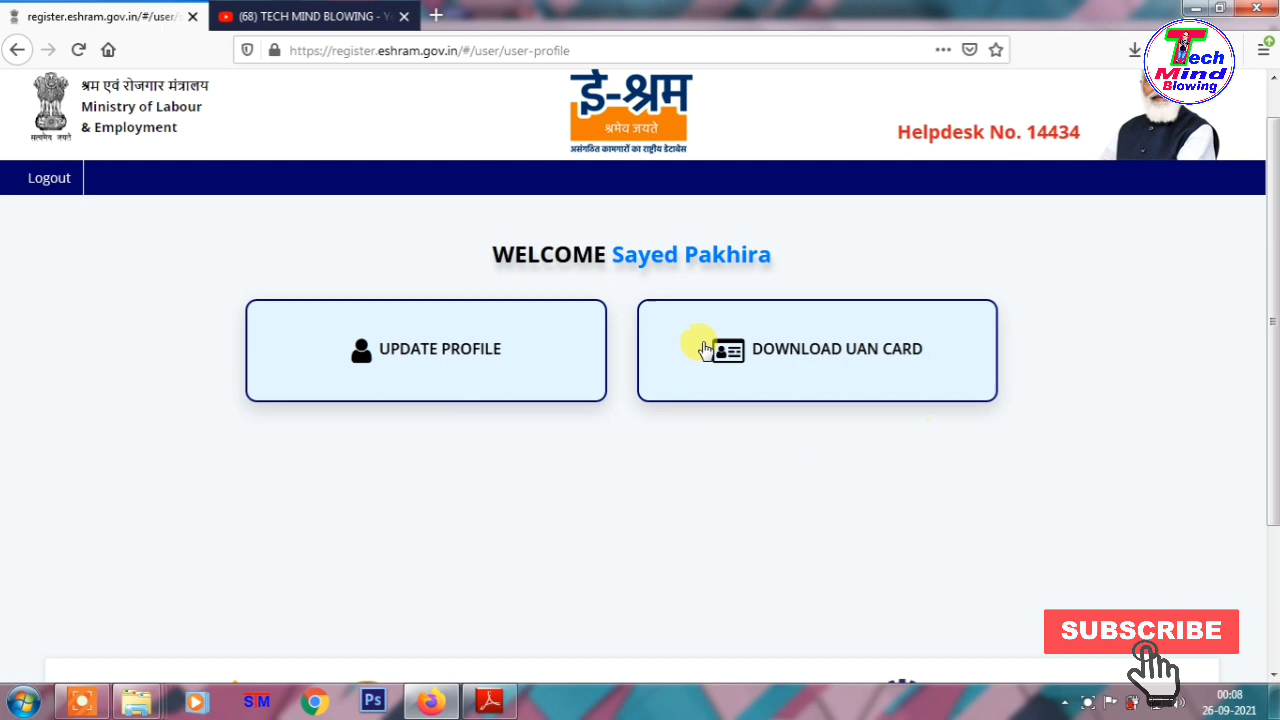 register.eshram.gov.in/#/user/
(68) TECH MIND BLOWING - Y
https://register.eshram.gov.in/#/user/user-profile
श्रम एवं रोजगार मंत्रालय
Ministry of Labour
& Employment
सत्यमेव जयते
ई-श्रम
श्रमेव जयते
असंगठित कामगारों का राष्ट्रीय डेटाबेस
Helpdesk No. 14434
Tech
Mind
Blowing
Logout
WELCOME Sayed Pakhira
UPDATE PROFILE
DOWNLOAD UAN CARD
SUBSCRIBE
SM
Ps
00:08
26-09-2021